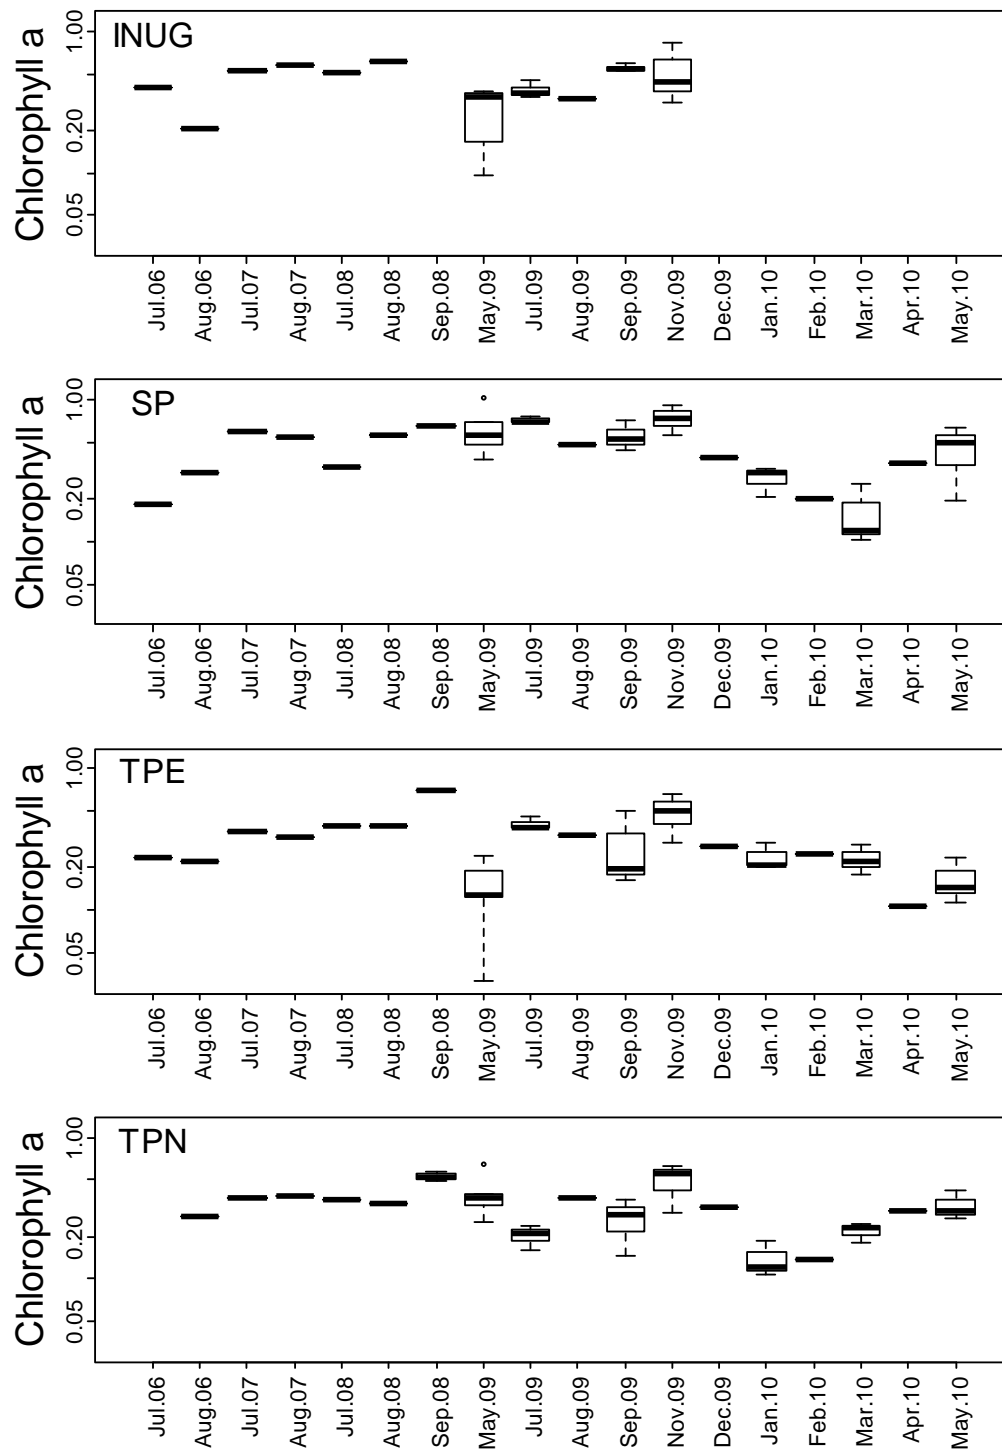 INUG
Chlorophyll a
1.00
0.20
0.05
Jul.06 Aug.06 Jul.07 Aug.07 Jul.08 Aug.08 Sep.08 May.09 Jul.09 Aug.09 Sep.09 Nov.09 Dec.09 Jan.10 Feb.10 Mar.10 Apr.10 May.10
SP
Chlorophyll a
1.00
0.20
0.05
Jul.06 Aug.06 Jul.07 Aug.07 Jul.08 Aug.08 Sep.08 May.09 Jul.09 Aug.09 Sep.09 Nov.09 Dec.09 Jan.10 Feb.10 Mar.10 Apr.10 May.10
TPE
Chlorophyll a
1.00
0.20
0.05
Jul.06 Aug.06 Jul.07 Aug.07 Jul.08 Aug.08 Sep.08 May.09 Jul.09 Aug.09 Sep.09 Nov.09 Dec.09 Jan.10 Feb.10 Mar.10 Apr.10 May.10
TPN
Chlorophyll a
1.00
0.20
0.05
Jul.06 Aug.06 Jul.07 Aug.07 Jul.08 Aug.08 Sep.08 May.09 Jul.09 Aug.09 Sep.09 Nov.09 Dec.09 Jan.10 Feb.10 Mar.10 Apr.10 May.10